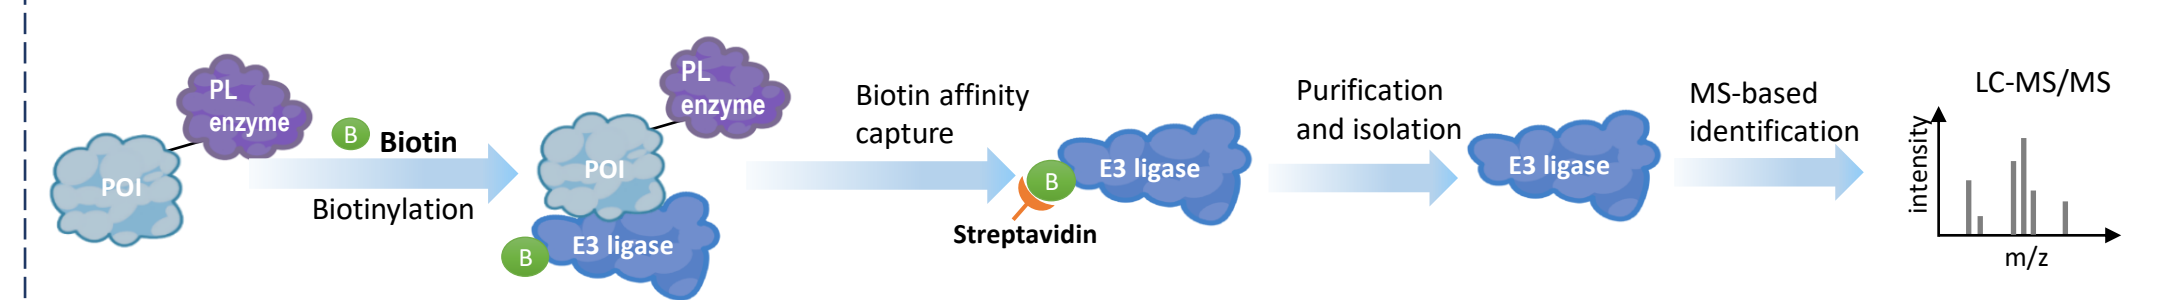 PL
enzyme
POI
B Biotin
Biotinylation
PL
enzyme
POI
E3 ligase
B
Biotin affinity
capture
B
E3 ligase
Streptavidin
Purification
and isolation
E3 ligase
MS-based
identification
LC-MS/MS
intensity
m/z